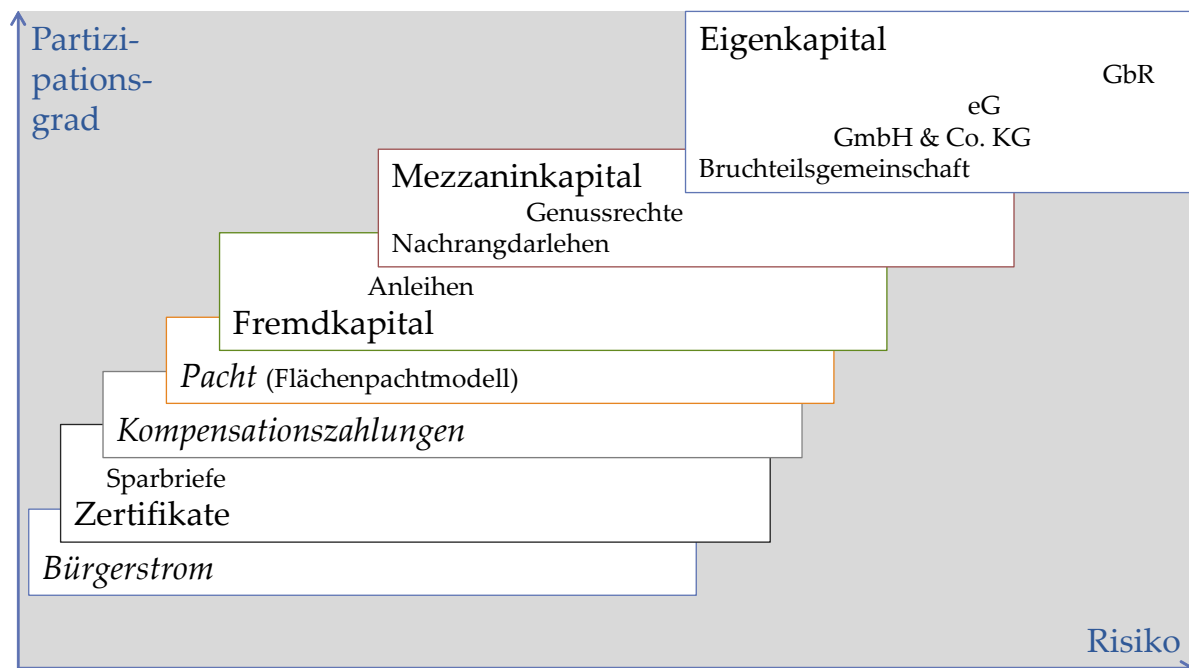 Partizi-
pations-
grad
Eigenkapital
GbR
eG
GmbH & Co. KG
Bruchteilsgemeinschaft
Mezzaninkapital
Genussrechte
Nachrangdarlehen
Anleihen
Fremdkapital
Pacht (Flächenpachtmodell)
Kompensationszahlungen
Sparbriefe
Zertifikate
Bürgerstrom
Risiko